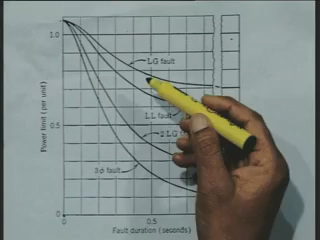 1.0
LG fault
Power limit (per unit)
LL fault
0.5
2LG
3φ fault
0
0
0.5
Fault duration (seconds)